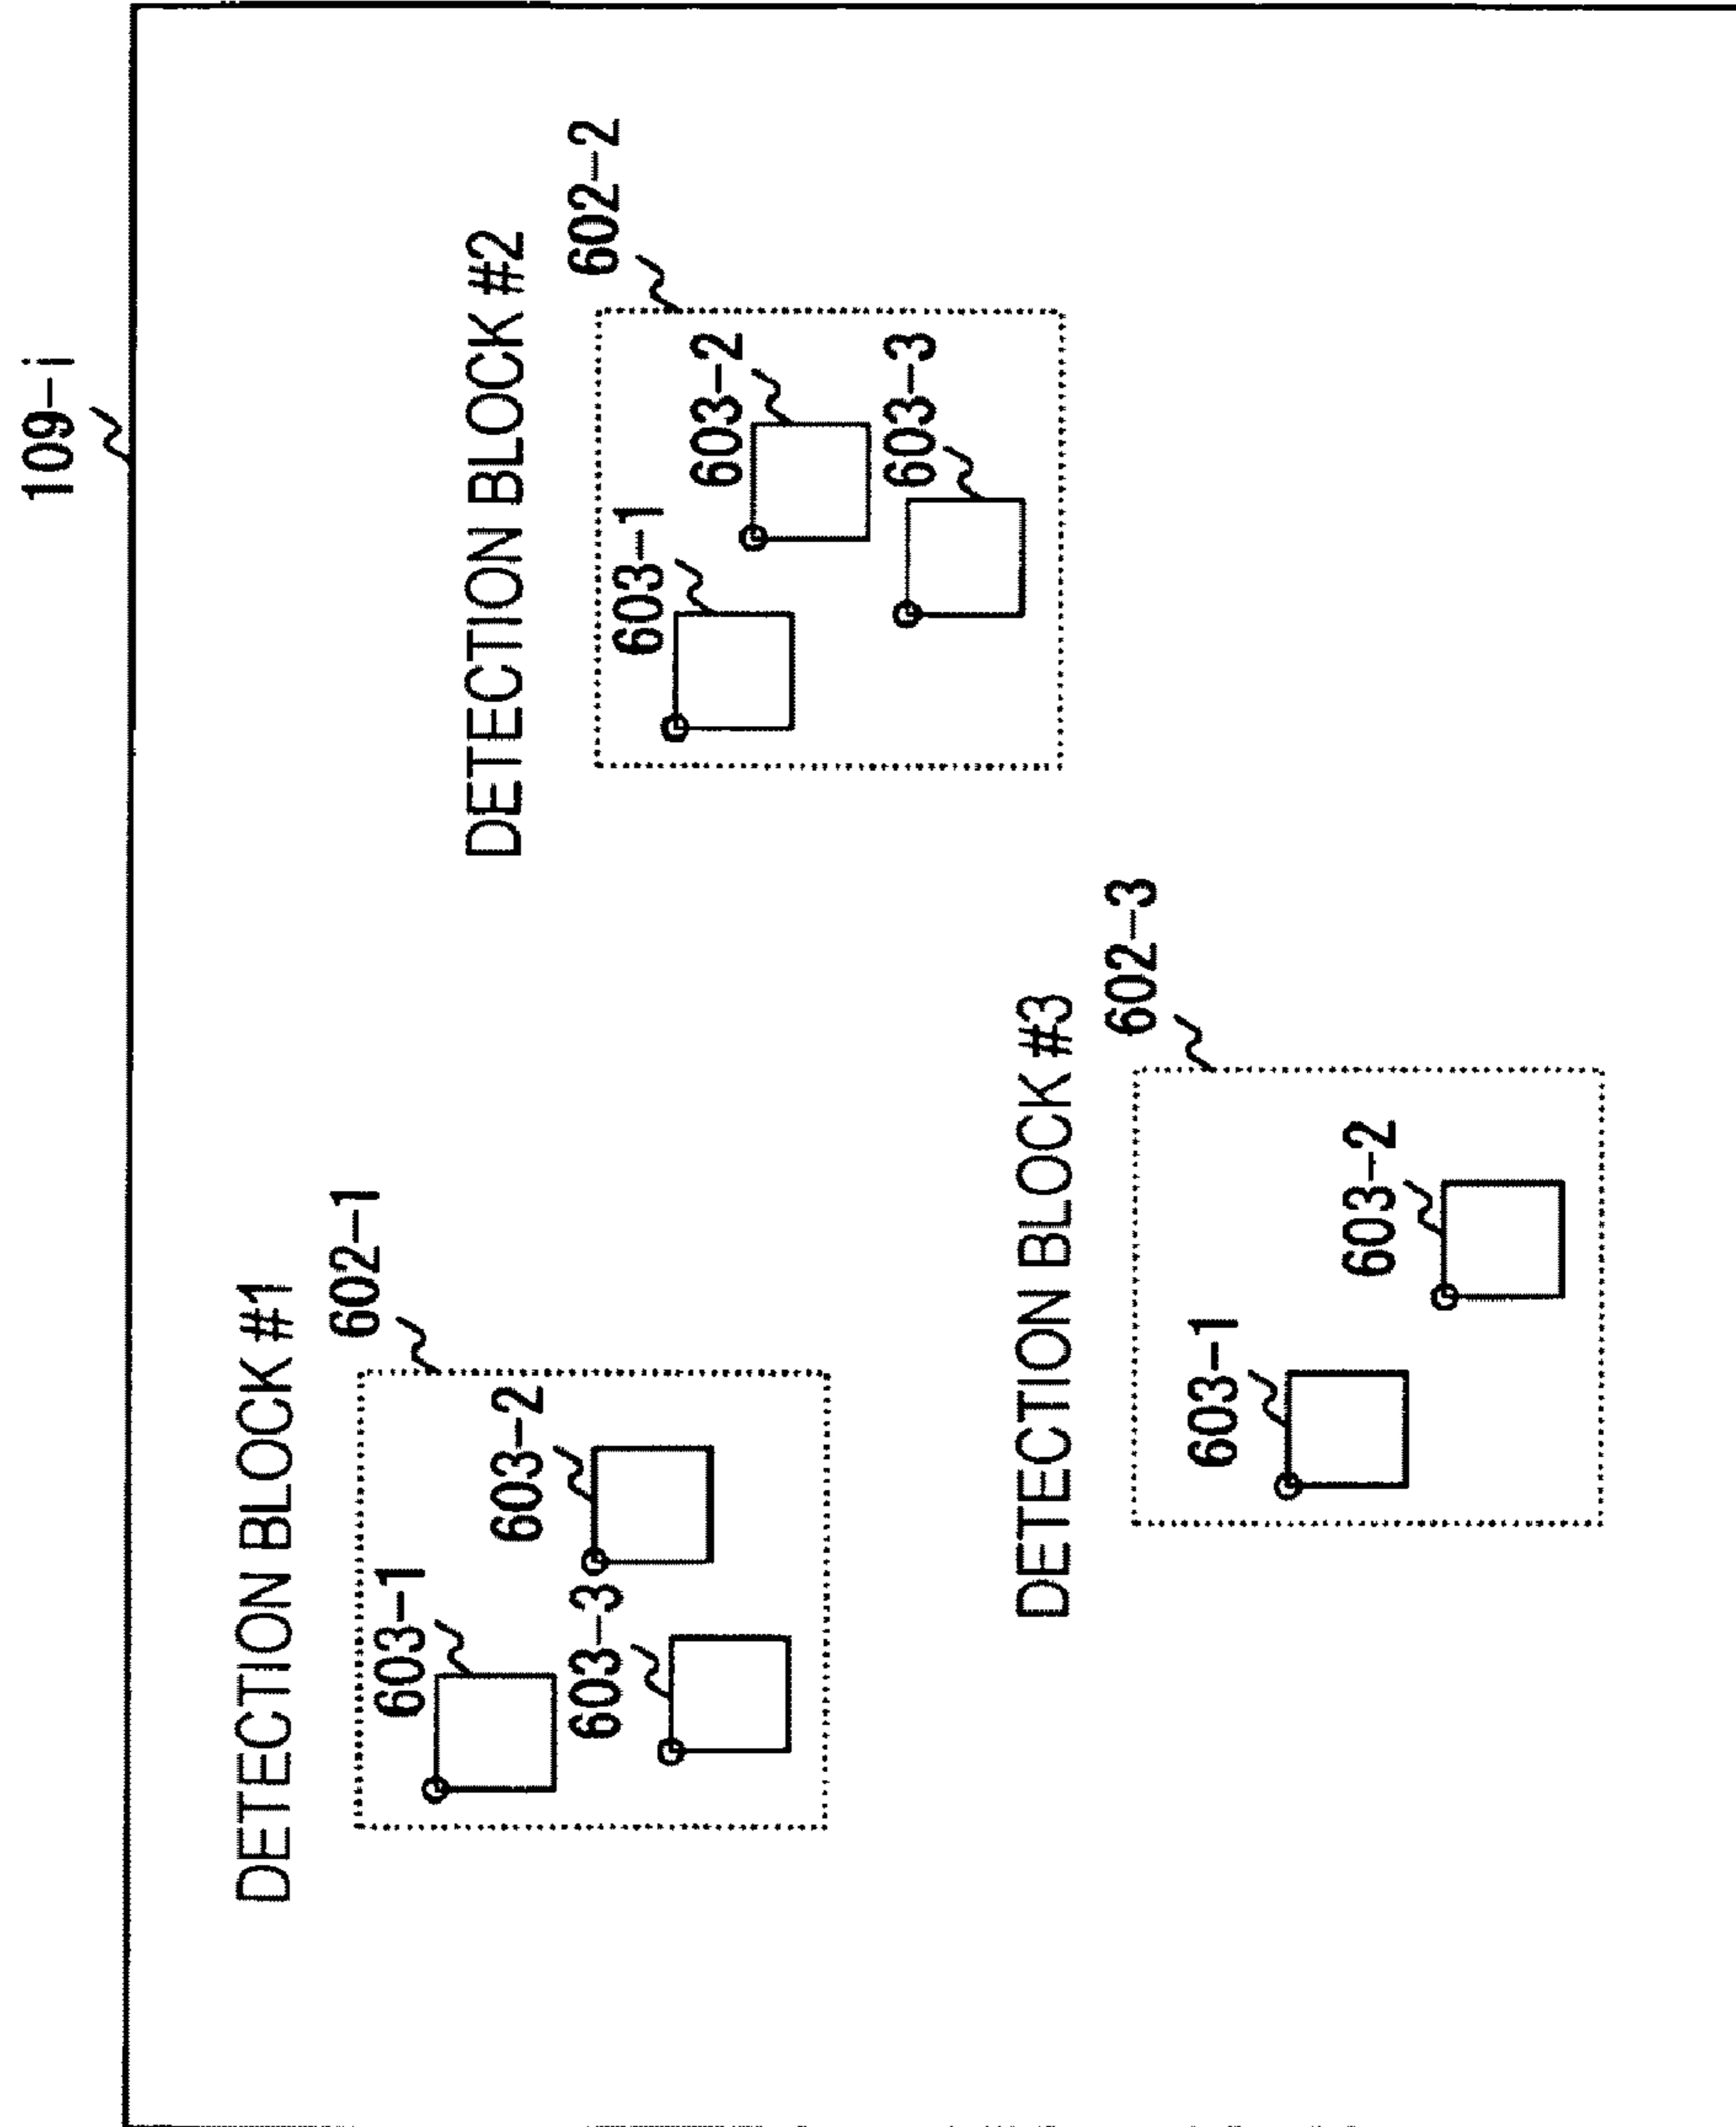 109-i
DETECTION BLOCK #1
602-1
603-1
603-2
603-3
DETECTION BLOCK #2
602-2
603-1
603-2
603-3
DETECTION BLOCK #3
602-3
603-1
603-2